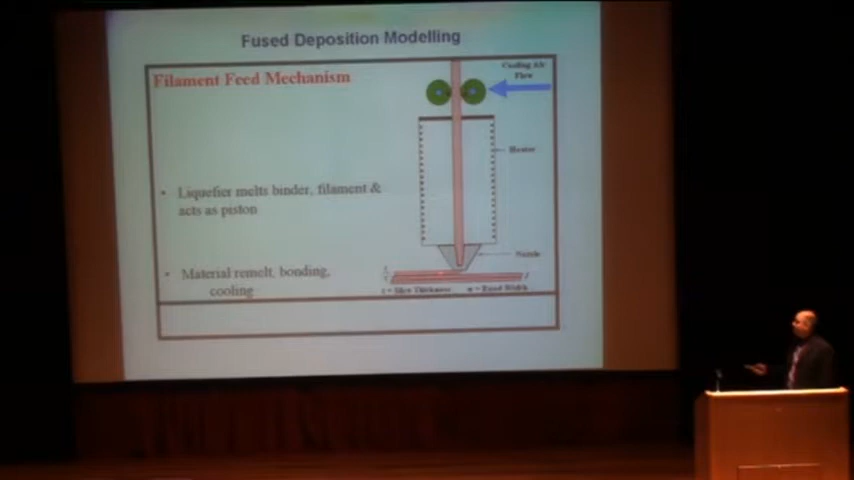 Fused Deposition Modelling
Filament Feed Mechanism
Cooling Air
Flow
Heater
• Liquefier melts binder, filament &
acts as piston
Nozzle
• Material remelt, bonding,
cooling
t = Slice Thickness w = Road Width